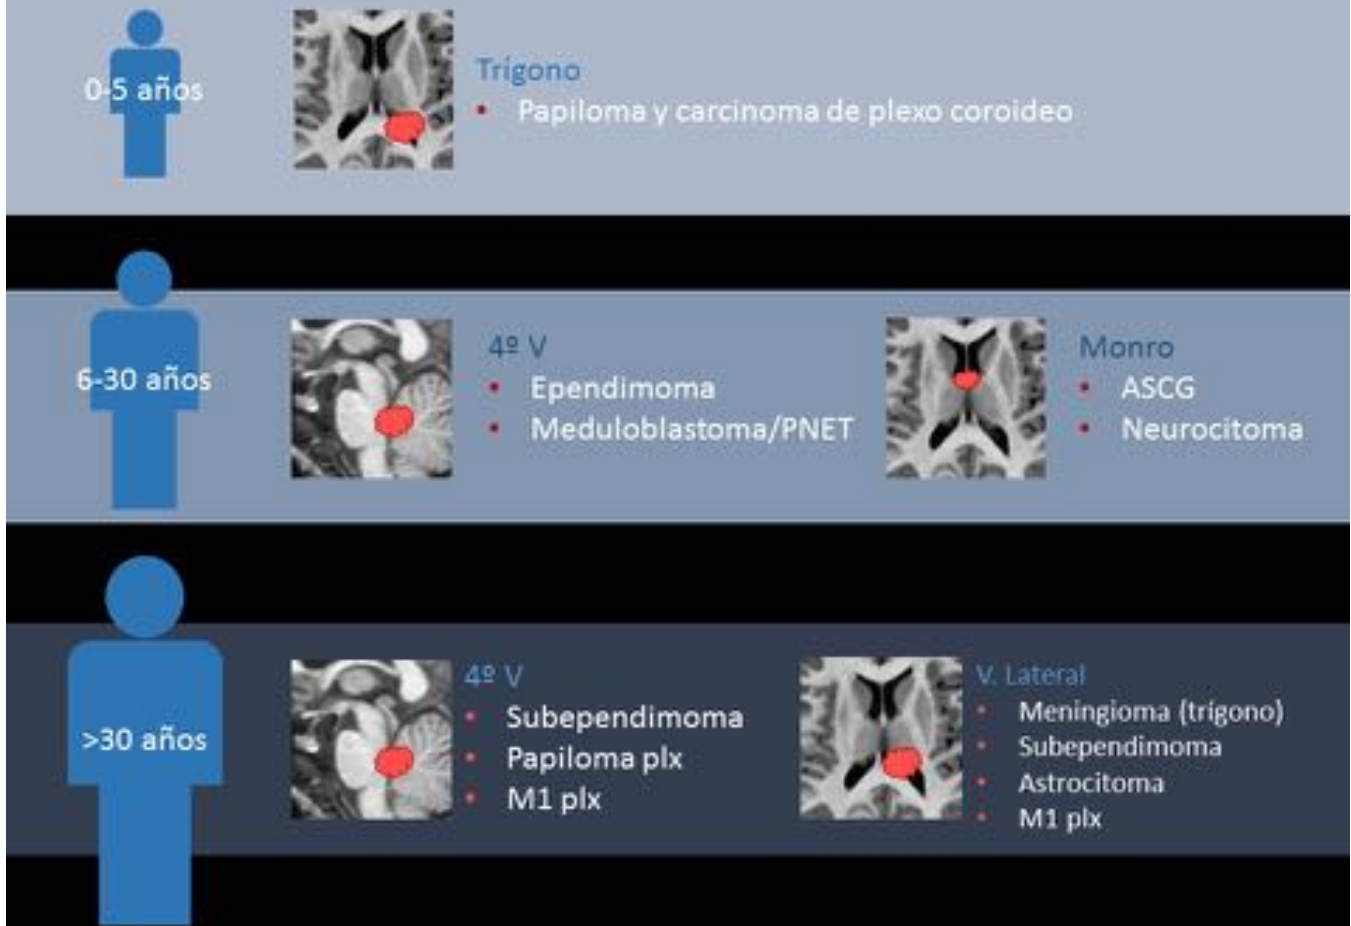 0-5 años
Trígono
Papiloma y carcinoma de plexo coroideo
6-30 años
4º V
Ependimoma
Meduloblastoma/PNET
Monro
ASCG
Neurocitoma
>30 años
4º V
Subependimoma
Papiloma plx
M1 plx
V. Lateral
Meningioma (trígono)
Subependimoma
Astrocitoma
M1 plx